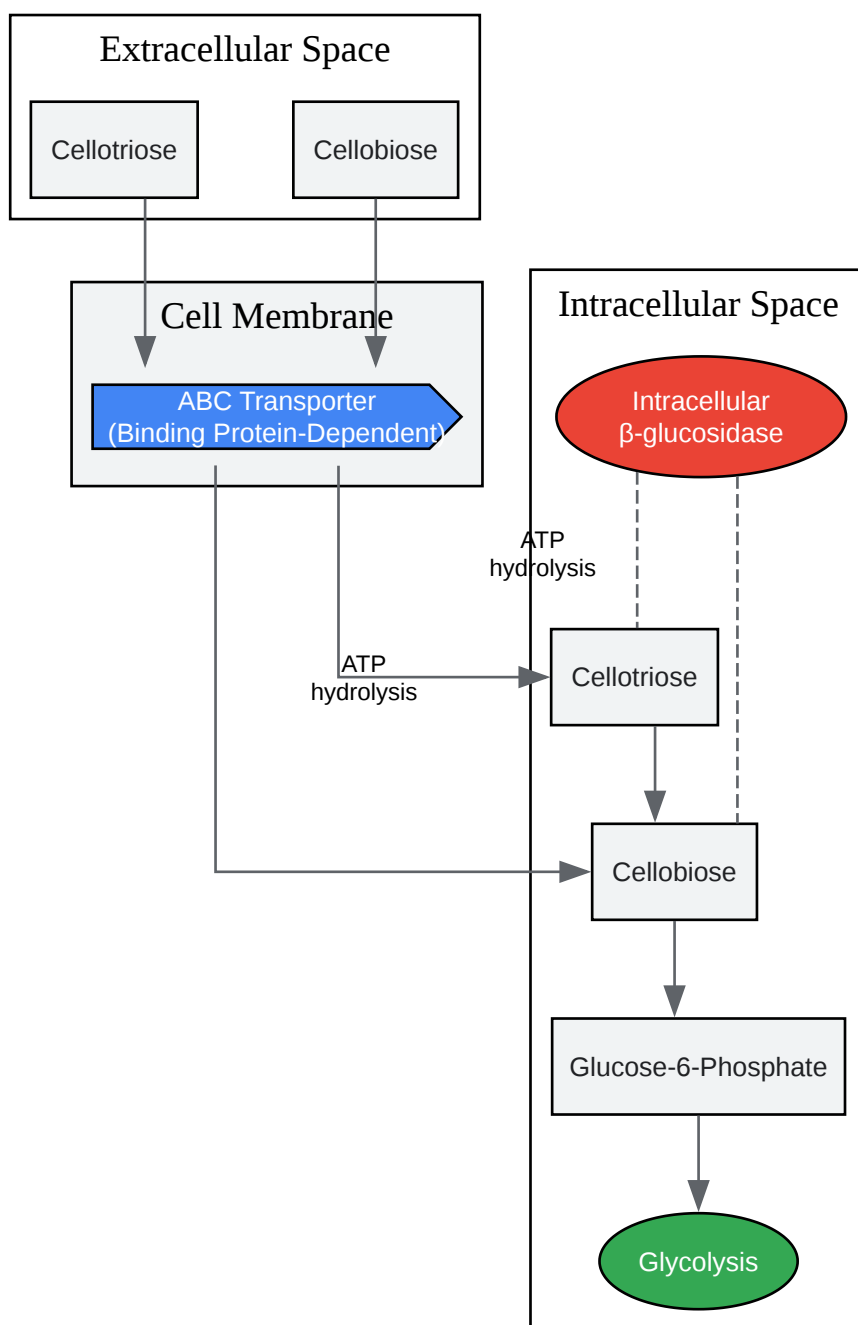 Extracellular Space
Cellotriose
Cellobiose
Cell Membrane
ABC Transporter
(Binding Protein-Dependent)
Intracellular Space
Intracellular
β-glucosidase
ATP
hydrolysis
ATP
hydrolysis
Cellotriose
Cellobiose
Glucose-6-Phosphate
Glycolysis